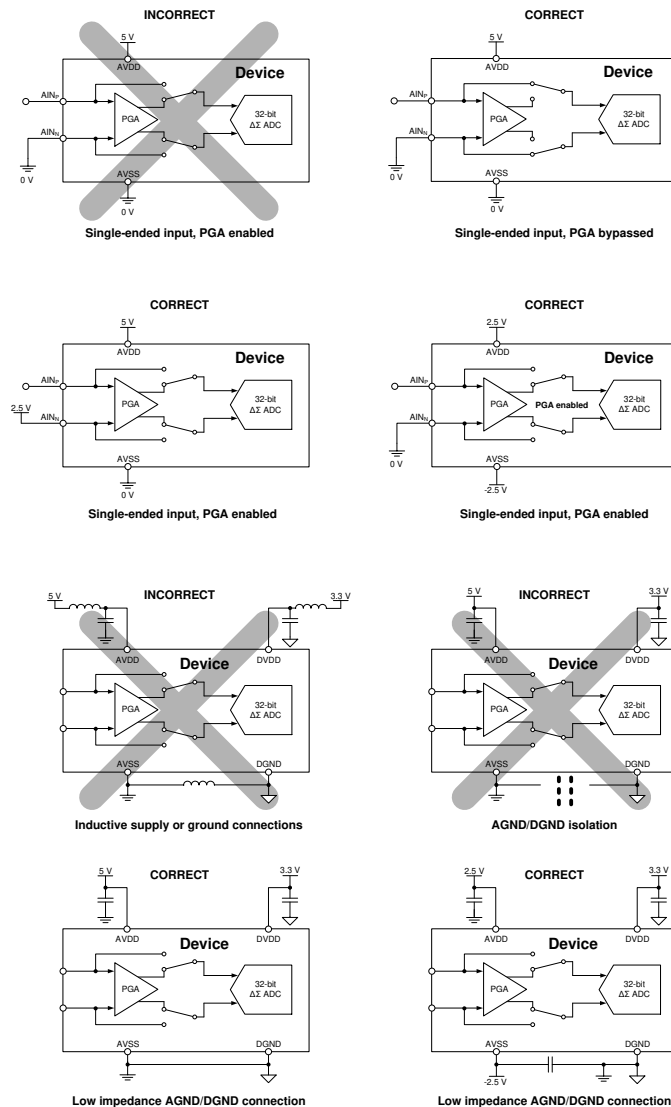 INCORRECT
5 V
AVDD
Device
AINP
AINN
PGA
32-bit
ΔΣ ADC
0 V
AVSS
0 V
Single-ended input, PGA enabled
CORRECT
5 V
AVDD
Device
AINP
AINN
PGA
32-bit
ΔΣ ADC
0 V
AVSS
0 V
Single-ended input, PGA bypassed
CORRECT
5 V
AVDD
Device
AINP
2.5 V
AINN
PGA
32-bit
ΔΣ ADC
AVSS
0 V
Single-ended input, PGA enabled
CORRECT
2.5 V
AVDD
Device
AINP
AINN
PGA
PGA enabled
32-bit
ΔΣ ADC
0 V
AVSS
-2.5 V
Single-ended input, PGA enabled
5 V
INCORRECT
3.3 V
AVDD
DVDD
Device
PGA
32-bit
ΔΣ ADC
AVSS
DGND
Inductive supply or ground connections
5 V
INCORRECT
3.3 V
AVDD
DVDD
Device
PGA
32-bit
ΔΣ ADC
AVSS
DGND
AGND/DGND isolation
5 V
CORRECT
3.3 V
AVDD
DVDD
Device
PGA
32-bit
ΔΣ ADC
AVSS
DGND
Low impedance AGND/DGND connection
2.5 V
CORRECT
3.3 V
AVDD
DVDD
Device
PGA
32-bit
ΔΣ ADC
AVSS
DGND
-2.5 V
Low impedance AGND/DGND connection